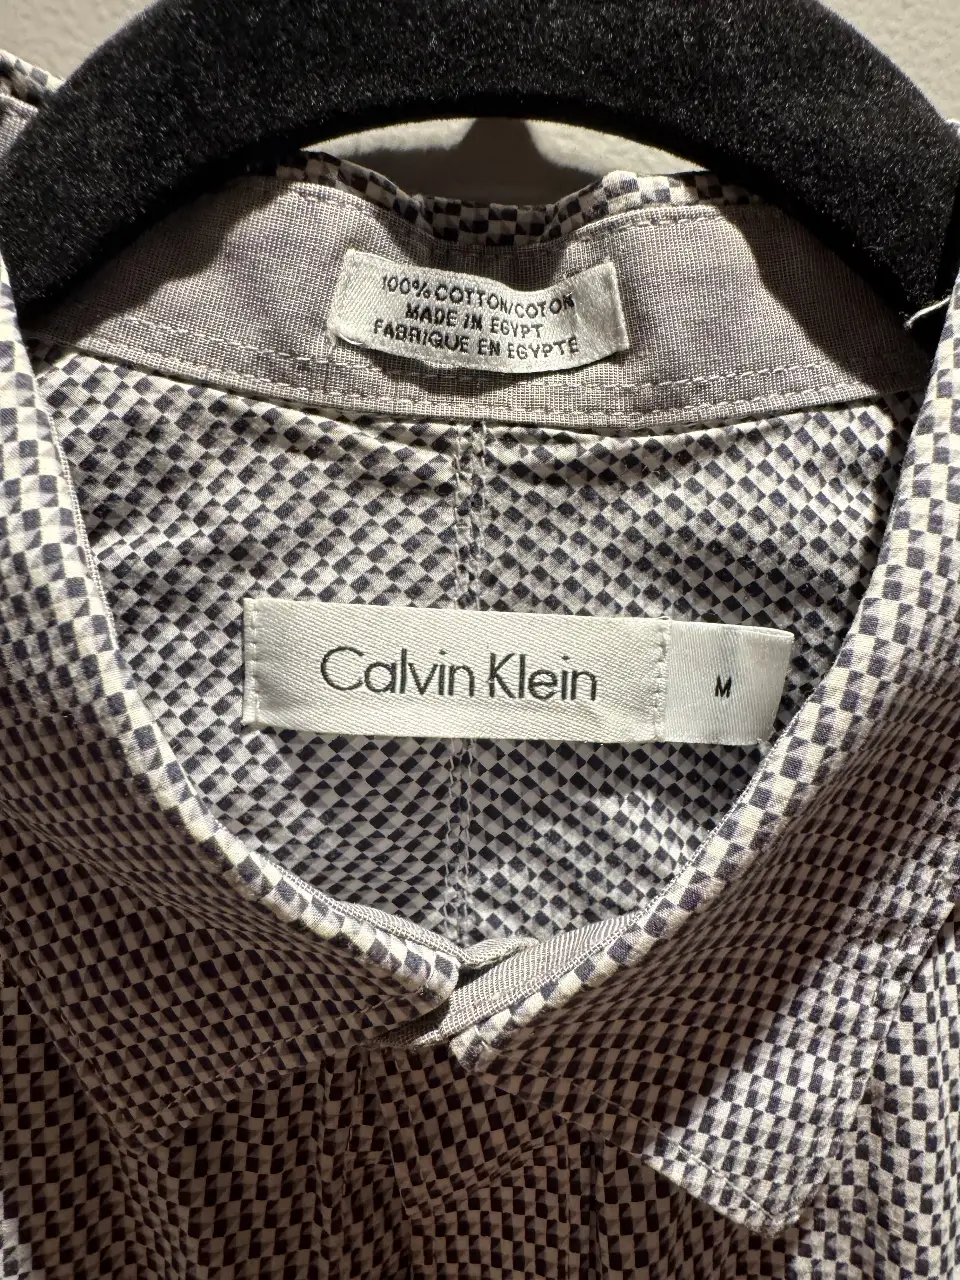 100% COTTON/COTON
MADE IN EGYPT
FABRIQUE EN EGYPTE
Calvin Klein
M